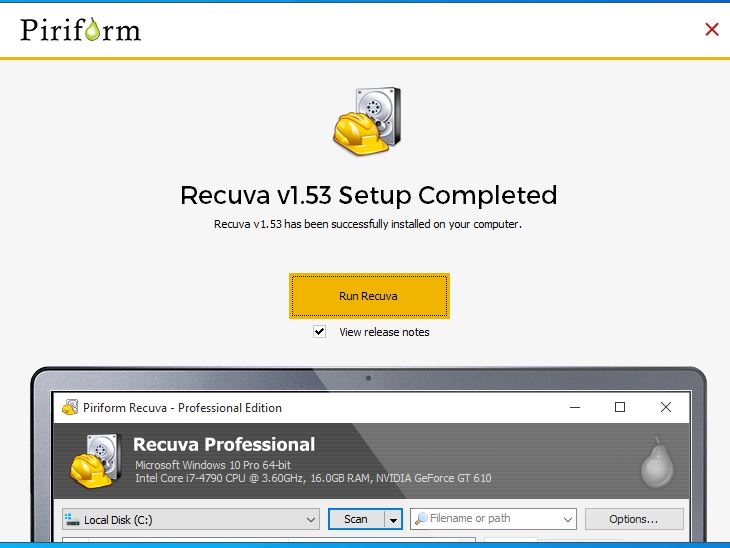 Piriform
Recuva v1.53 Setup Completed
Recuva v1.53 has been successfully installed on your computer.
Run Recuva
View release notes
Piriform Recuva - Professional Edition
Recuva Professional
Microsoft Windows 10 Pro 64-bit
Intel Core i7-4790 CPU @ 3.60GHz, 16.0GB RAM, NVIDIA GeForce GT 610
Local Disk (C:) Scan Filename or path Options...